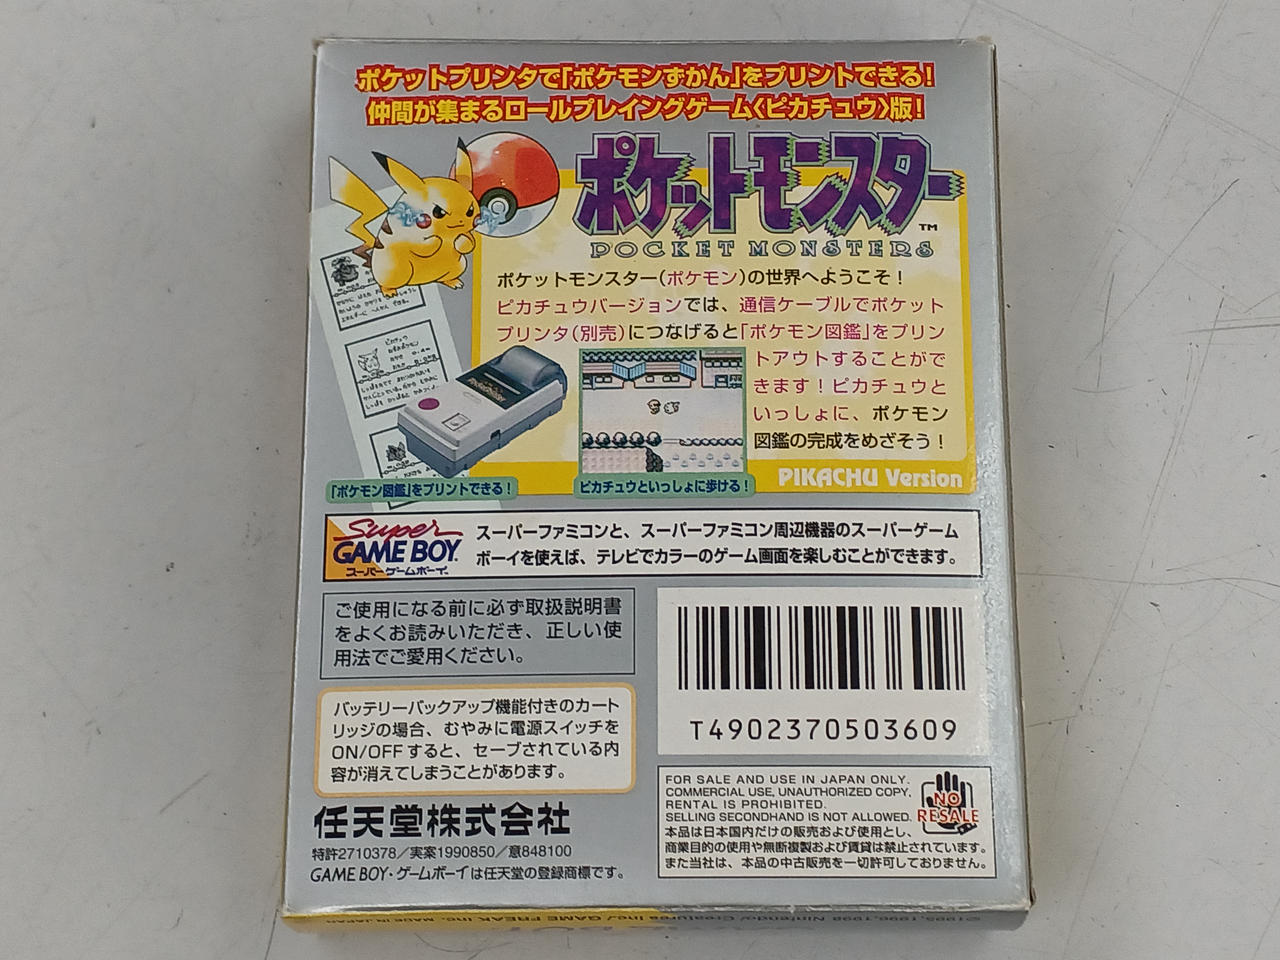 ポケットプリンタで「ポケモンずかん」をプリントできる!
仲間が集まるロールプレイングゲーム〈ピカチュウ〉版!
ポケットモンスター™
POCKET MONSTERS
ポケットモンスター(ポケモン)の世界へようこそ!
ピカチュウバージョンでは、通信ケーブルでポケット
プリンタ(別売)につなげると「ポケモン図鑑」をプリン
トアウトすることがで
きます!ピカチュウと
いっしょに、ポケモン
図鑑の完成をめざそう!
PIKACHU Version
「ポケモン図鑑」をプリントできる!
ピカチュウといっしょに歩ける!
Super
GAME BOY.
スーパーゲームボーイ.
スーパーファミコンと、スーパーファミコン周辺機器のスーパーゲーム
ボーイを使えば、テレビでカラーのゲーム画面を楽しむことができます。
ご使用になる前に必ず取扱説明書
をよくお読みいただき、正しい使
用法でご愛用ください。
バッテリーバックアップ機能付きのカート
リッジの場合、むやみに電源スイッチを
ON/OFFすると、セーブされている内
容が消えてしまうことがあります。
T4902370503609
任天堂株式会社
特許2710378/実案1990850/意848100
GAME BOY・ゲームボーイは任天堂の登録商標です。
FOR SALE AND USE IN JAPAN ONLY.
COMMERCIAL USE, UNAUTHORIZED COPY,
RENTAL IS PROHIBITED.
SELLING SECONDHAND IS NOT ALLOWED.
NO
RESALE
本品は日本国内だけの販売および使用とし、
商業目的の使用や無断複製および賃貸は禁止されています。
また当社は、本品の中古販売を一切許可しておりません。
©1995,1996,1998 Nintendo/Creatures inc./GAME FREAK inc. MADE IN JAPAN